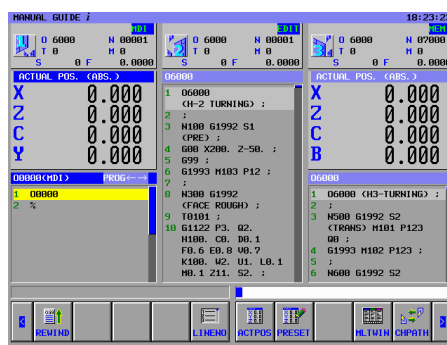 MANUAL GUIDE i
18:23:2
MDI
O 6000 N 00001
T 0 M 0
S 0 F 0.0000
EDIT
O 6000 N 00001
T 0 M 0
S 0 F 0.0000
MEM
O 6000 N 07000
T 0 M 0
S 0 F 0.000
ACTUAL POS. (ABS.)
X 0.000
Z 0.000
C 0.000
Y 0.000
O0000(MDI) PROG←→
1 O0000
2 %
O6000
1 O6000
(H-2 TURNING) ;
2 ;
3 N100 G1992 S1
(PRE) ;
4 G00 X200. Z-50. ;
5 G99 ;
6 G1993 M103 P12 ;
7 ;
8 N300 G1992
(FACE ROUGH) ;
9 T0101 ;
10 G1122 P3. Q2.
H100. C0. D0.1
F0.6 E0.8 V0.7
K100. W2. U1. L0.1
M0.1 Z11. S2. ;
ACTUAL POS. (ABS.)
X 0.000
Z 0.000
C 0.000
B 0.000
O6000
1 O6000 (H3-TURNING) ;
2 ;
3 N500 G1992 S2
(TRANS) M101 P123
Q0 ;
4 G1993 M102 P123 ;
5 ;
6 N600 G1992 S2
REWIND
LINENO
ACTPOS
PRESET
MLTWIN
CHPATH